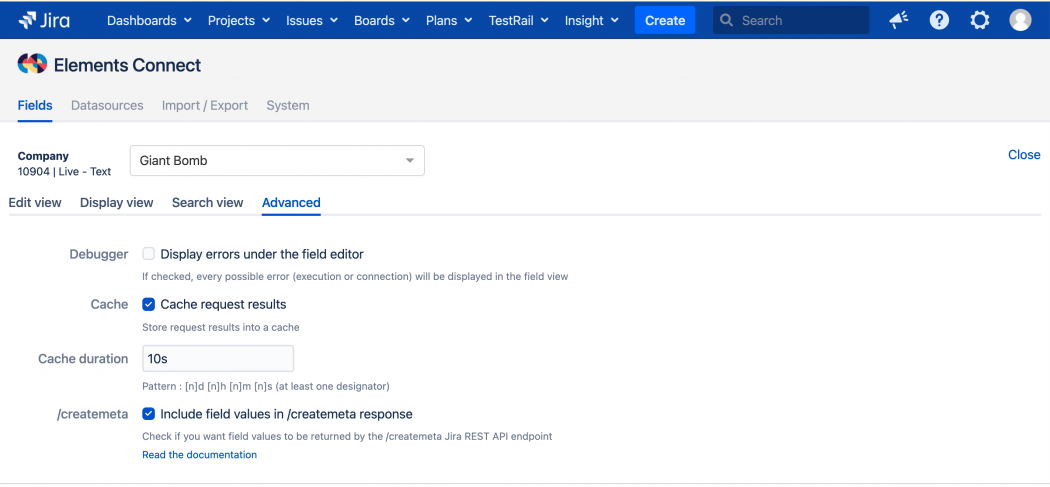 Jira Dashboards Projects Issues Boards Plans TestRail Insight Create Search
Elements Connect
Fields Datasources Import / Export System
Company
10904 | Live - Text
Giant Bomb
Close
Edit view Display view Search view Advanced
Debugger Display errors under the field editor
If checked, every possible error (execution or connection) will be displayed in the field view
Cache Cache request results
Store request results into a cache
Cache duration 10s
Pattern : [n]d [n]h [n]m [n]s (at least one designator)
/createmeta Include field values in /createmeta response
Check if you want field values to be returned by the /createmeta Jira REST API endpoint
Read the documentation